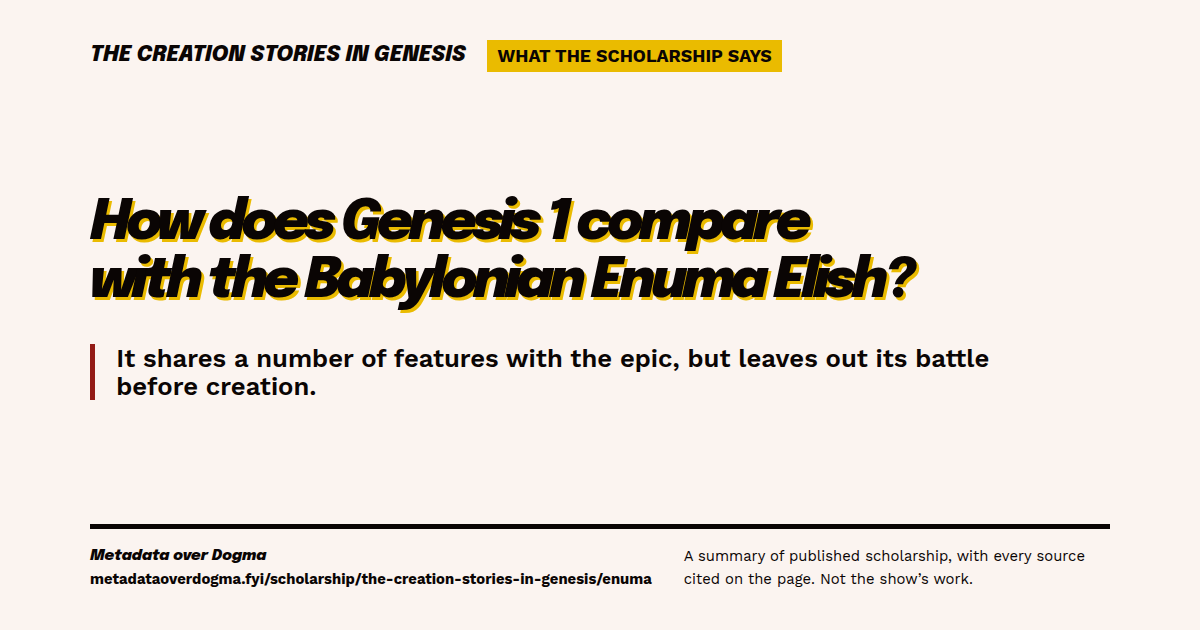 THE CREATION STORIES IN GENESIS
WHAT THE SCHOLARSHIP SAYS
How does Genesis 1 compare
with the Babylonian Enuma Elish?
It shares a number of features with the epic, but leaves out its battle
before creation.
Metadata over Dogma
metadataoverdogma.fyi/scholarship/the-creation-stories-in-genesis/enuma
A summary of published scholarship, with every source
cited on the page. Not the show’s work.